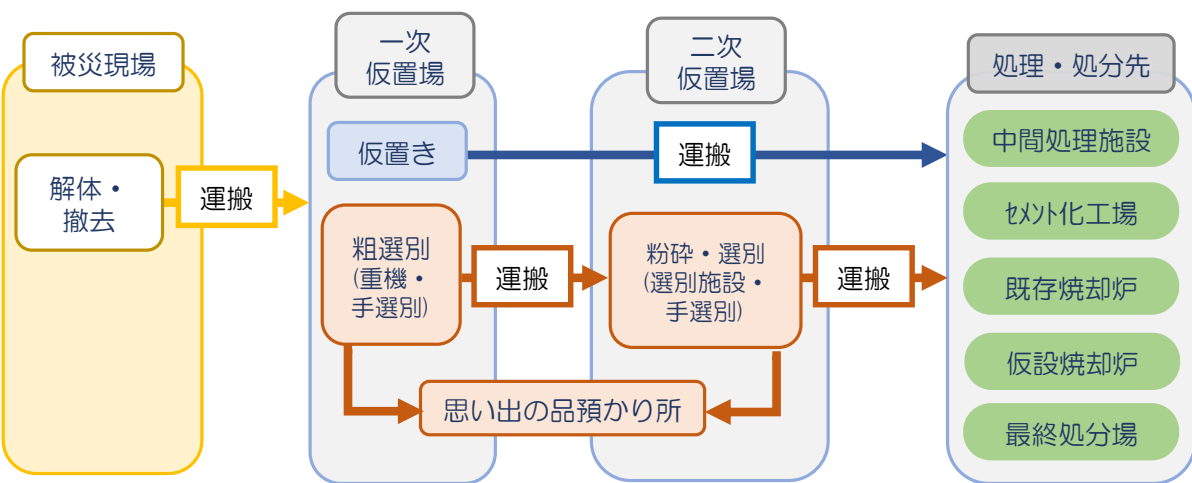 被災現場
解体・
撤去
運搬
一次
仮置場
仮置き
粗選別
(重機・
手選別)
運搬
二次
仮置場
運搬
粉砕・選別
(選別施設・
手選別)
運搬
思い出の品預かり所
処理・処分先
中間処理施設
ｾﾒﾝﾄ化工場
既存焼却炉
仮設焼却炉
最終処分場